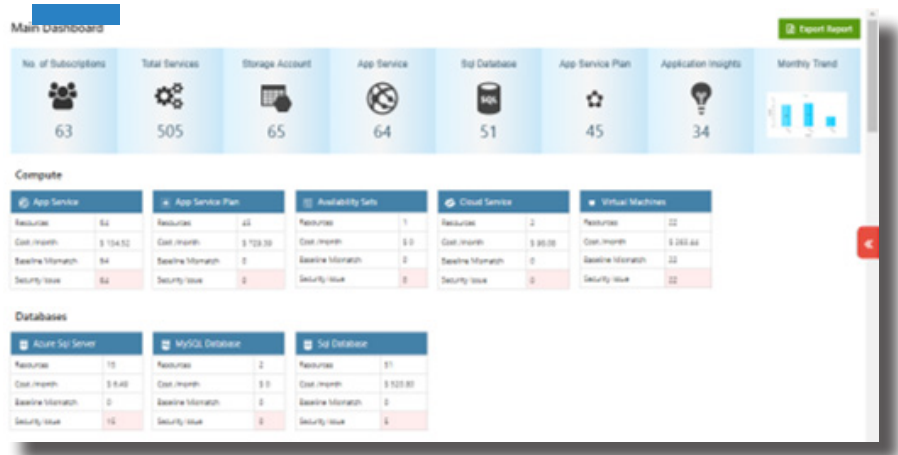 Main Dashboard
Export Report
No. of Subscriptions
63
Total Services
505
Storage Account
65
App Service
64
Sql Database
SQL
51
App Service Plan
45
Application Insights
34
Monthly Trend
Compute
App Service
Resources 64
Cost /month
Baseline Mismatch 64
Security Issue 64
App Service Plan
Resources 45
Cost /month
Baseline Mismatch 0
Security Issue
Availability Sets
Resources 1
Cost /month $ 0
Baseline Mismatch 0
Security Issue
Cloud Service
Resources 2
Cost /month
Baseline Mismatch 0
Security Issue 0
Virtual Machines
Resources 22
Cost /month
Baseline Mismatch 22
Security Issue 22
Databases
Azure Sql Server
Resources
Cost /month $ 6.40
Baseline Mismatch 0
Security Issue
MySQL Database
Resources 2
Cost /month $ 0
Baseline Mismatch 0
Security Issue
Sql Database
Resources 51
Cost /month
Baseline Mismatch 0
Security Issue